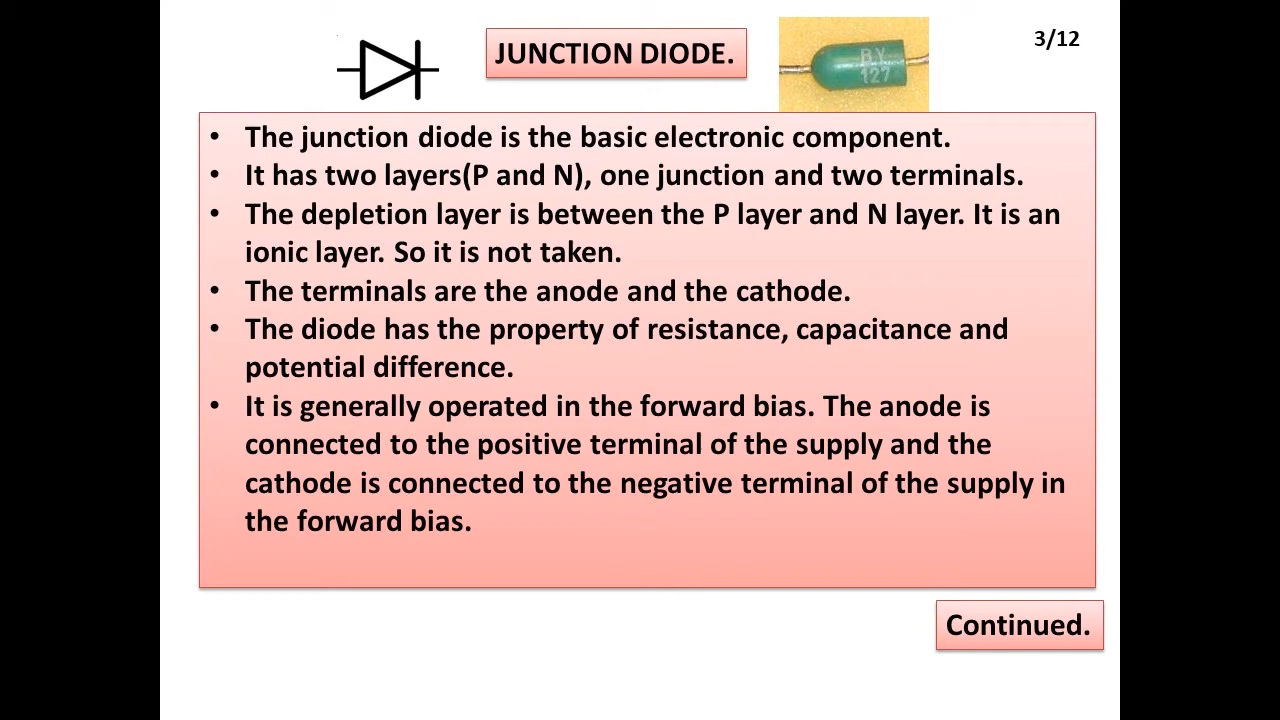 JUNCTION DIODE.
BY
127
3/12
• The junction diode is the basic electronic component.
• It has two layers(P and N), one junction and two terminals.
• The depletion layer is between the P layer and N layer. It is an
ionic layer. So it is not taken.
• The terminals are the anode and the cathode.
• The diode has the property of resistance, capacitance and
potential difference.
• It is generally operated in the forward bias. The anode is
connected to the positive terminal of the supply and the
cathode is connected to the negative terminal of the supply in
the forward bias.
Continued.